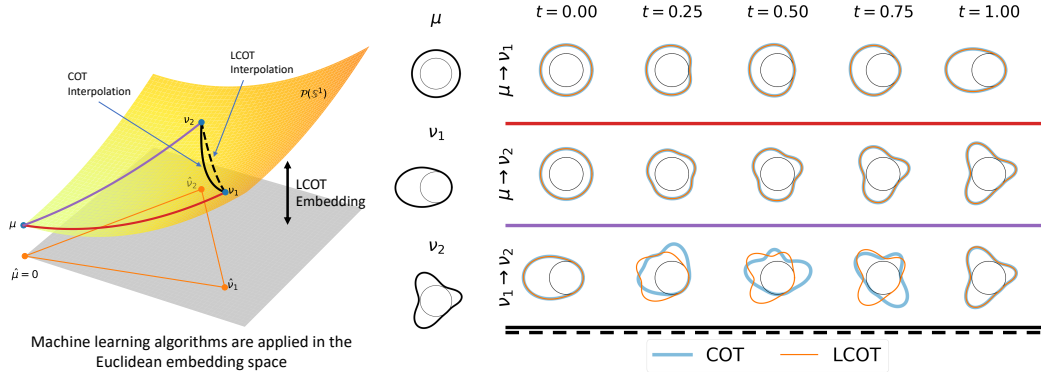 COT
Interpolation
LCOT
Interpolation
𝒫(𝕊¹)
ν₂
ν̂₂
ν₁
μ
μ̂ = 0
ν̂₁
LCOT
Embedding
Machine learning algorithms are applied in the
Euclidean embedding space
μ
ν₁
ν₂
t = 0.00
t = 0.25
t = 0.50
t = 0.75
t = 1.00
μ → ν₁
μ → ν₂
ν₁ → ν₂
COT
LCOT